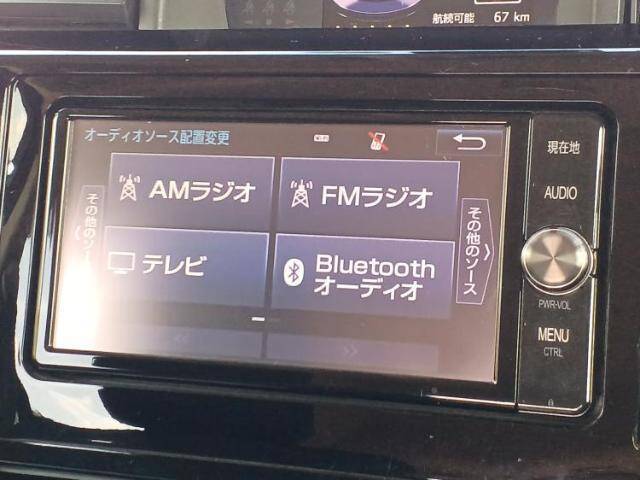 航続可能 67 km
オーディオソース配置変更
AMラジオ
FMラジオ
その他のソース
テレビ
Bluetooth
オーディオ
その他のソース
現在地
AUDIO
PWR-VOL
MENU
CTRL